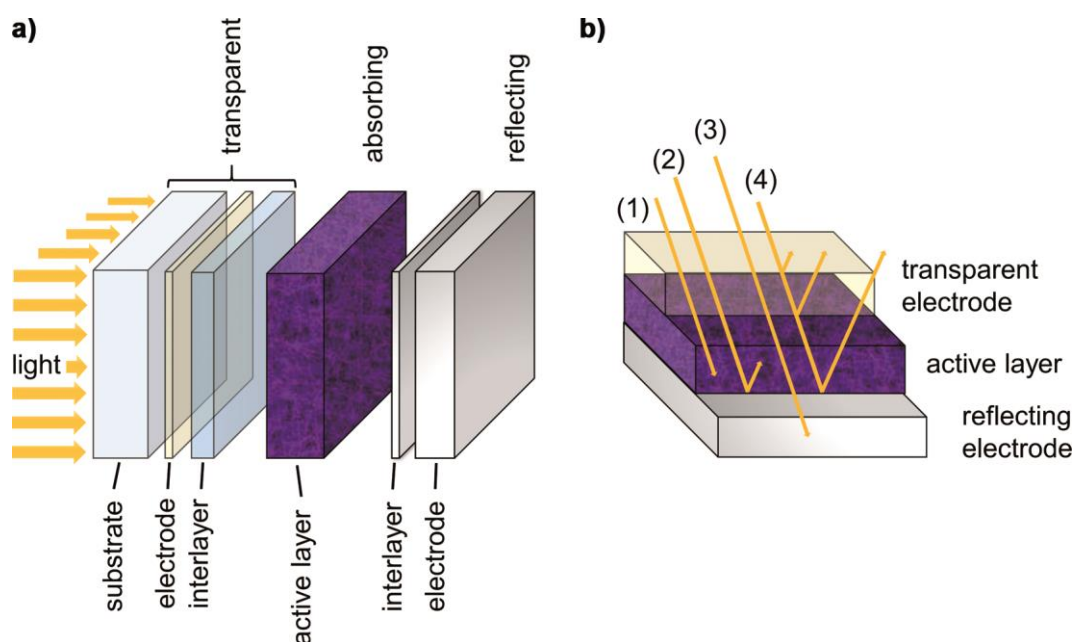 a)
transparent
absorbing
reflecting
light
substrate
electrode
interlayer
active layer
interlayer
electrode
b)
(1)
(2)
(3)
(4)
transparent
electrode
active layer
reflecting
electrode